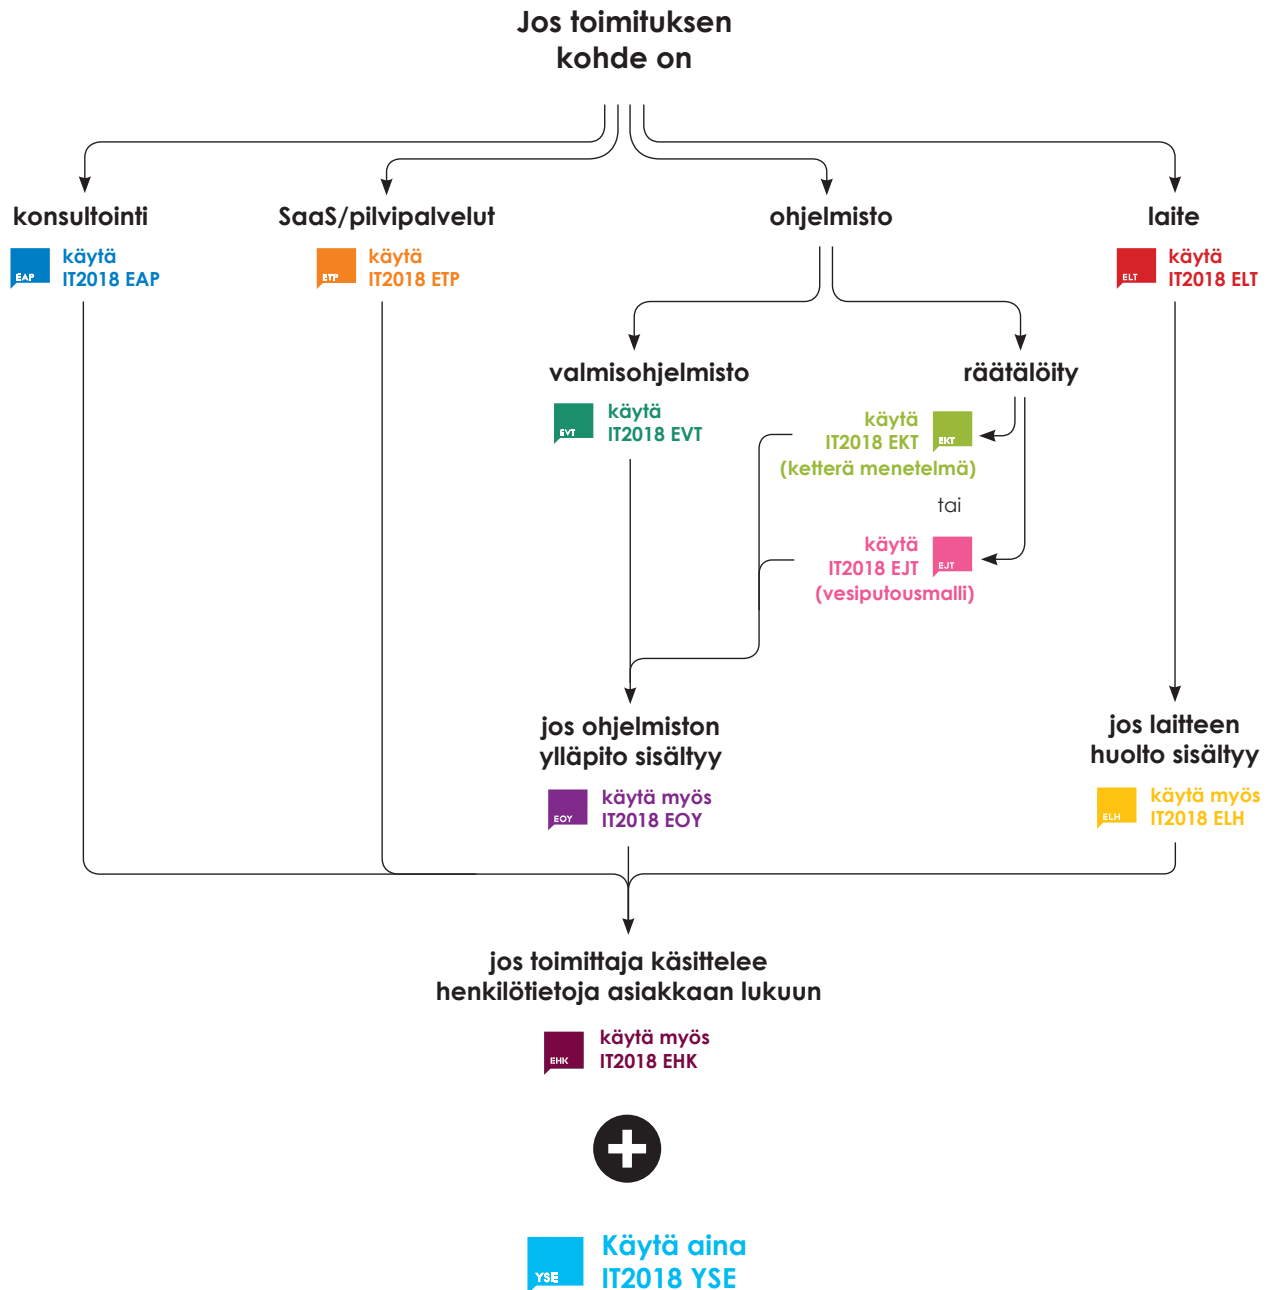 Jos toimituksen
kohde on
konsultointi
EAP
käytä
IT2018 EAP
SaaS/pilvipalvelut
ETP
käytä
IT2018 ETP
ohjelmisto
laite
ELT
käytä
IT2018 ELT
valmisohjelmisto
EVT
käytä
IT2018 EVT
räätälöity
käytä
IT2018 EKT
(ketterä menetelmä)
EKT
tai
käytä
IT2018 EJT
(vesiputousmalli)
EJT
jos ohjelmiston
ylläpito sisältyy
EOY
käytä myös
IT2018 EOY
jos laitteen
huolto sisältyy
ELH
käytä myös
IT2018 ELH
jos toimittaja käsittelee
henkilötietoja asiakkaan lukuun
EHK
käytä myös
IT2018 EHK
YSE
Käytä aina
IT2018 YSE